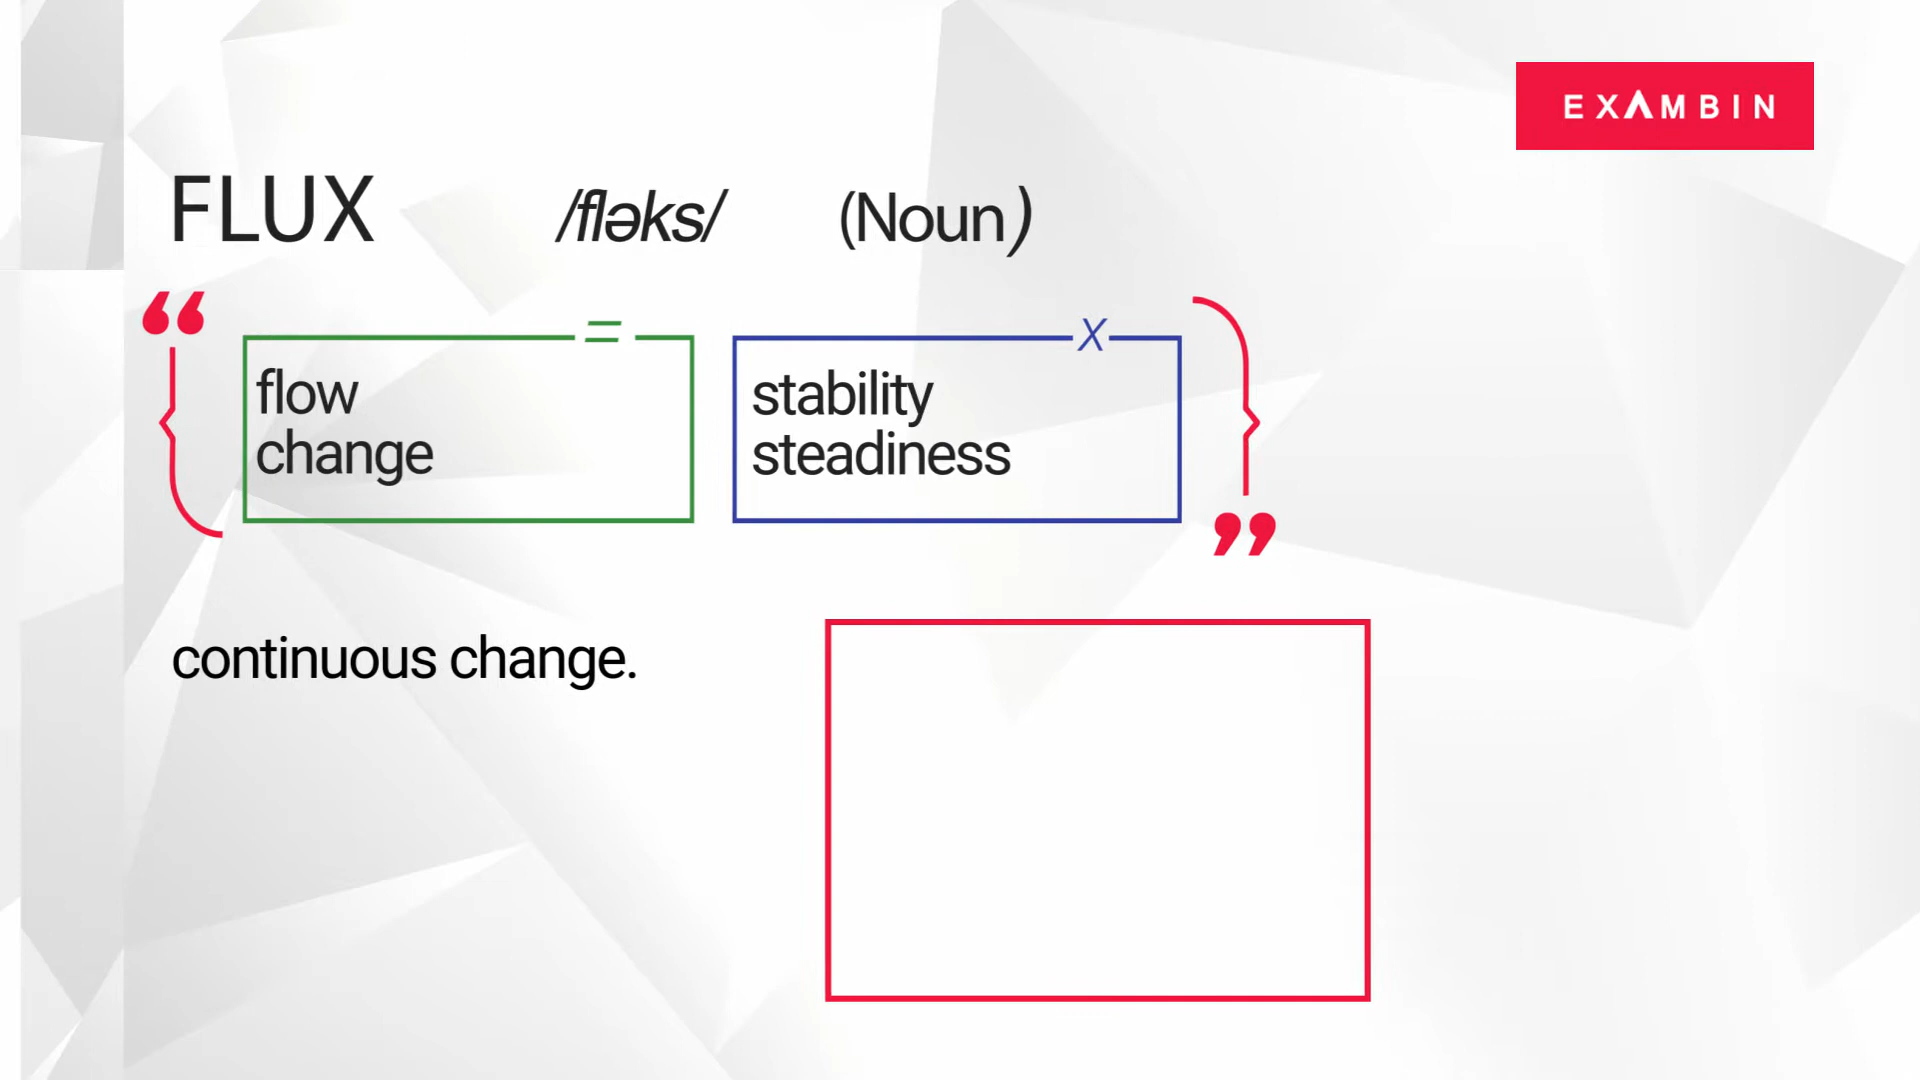 EXAMBIN
FLUX /fləks/ (Noun)
“
= X
flow
change
stability
steadiness
”
continuous change.